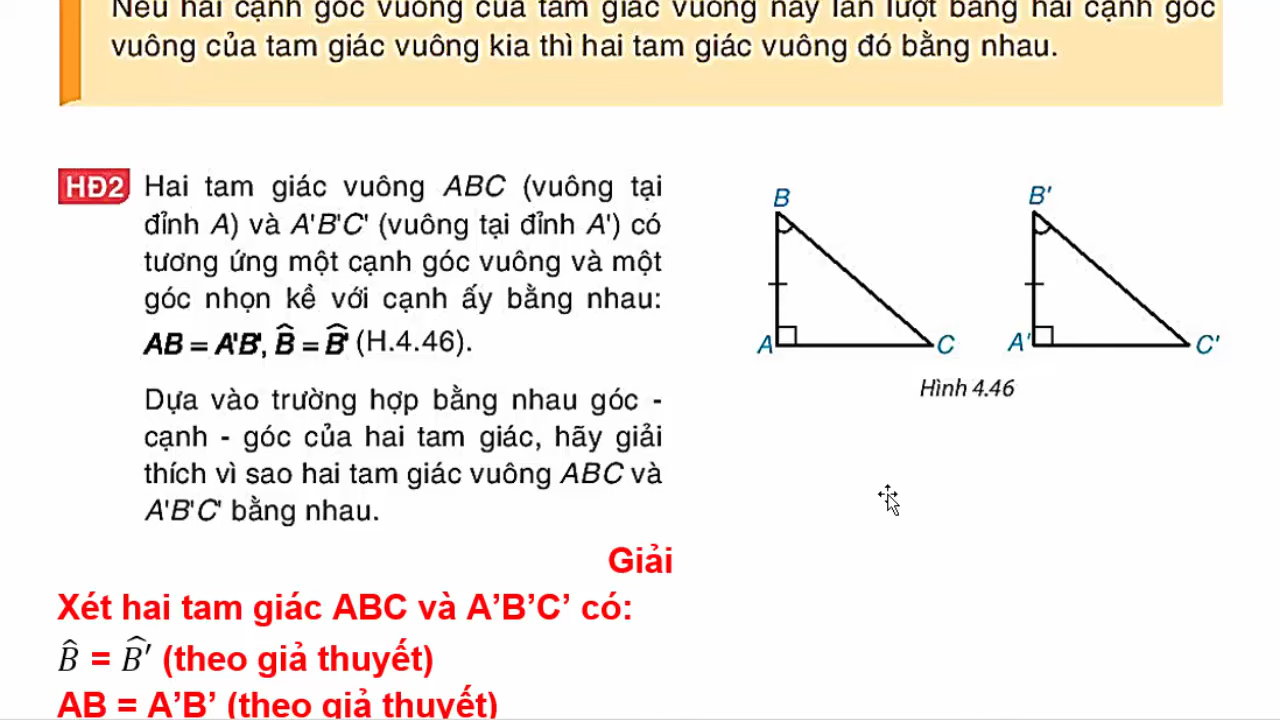 Nếu hai cạnh góc vuông của tam giác vuông này lần lượt bằng hai cạnh góc
vuông của tam giác vuông kia thì hai tam giác vuông đó bằng nhau.
HĐ2 Hai tam giác vuông ABC (vuông tại
đỉnh A) và A'B'C' (vuông tại đỉnh A') có
tương ứng một cạnh góc vuông và một
góc nhọn kề với cạnh ấy bằng nhau:
AB = A'B', B̂ = B̂' (H.4.46).
Dựa vào trường hợp bằng nhau góc -
cạnh - góc của hai tam giác, hãy giải
thích vì sao hai tam giác vuông ABC và
A'B'C' bằng nhau.
B
B'
A
C
A'
C'
Hình 4.46
Giải
Xét hai tam giác ABC và A’B’C’ có:
B̂ = B̂′ (theo giả thuyết)
AB = A’B’ (theo giả thuyết)